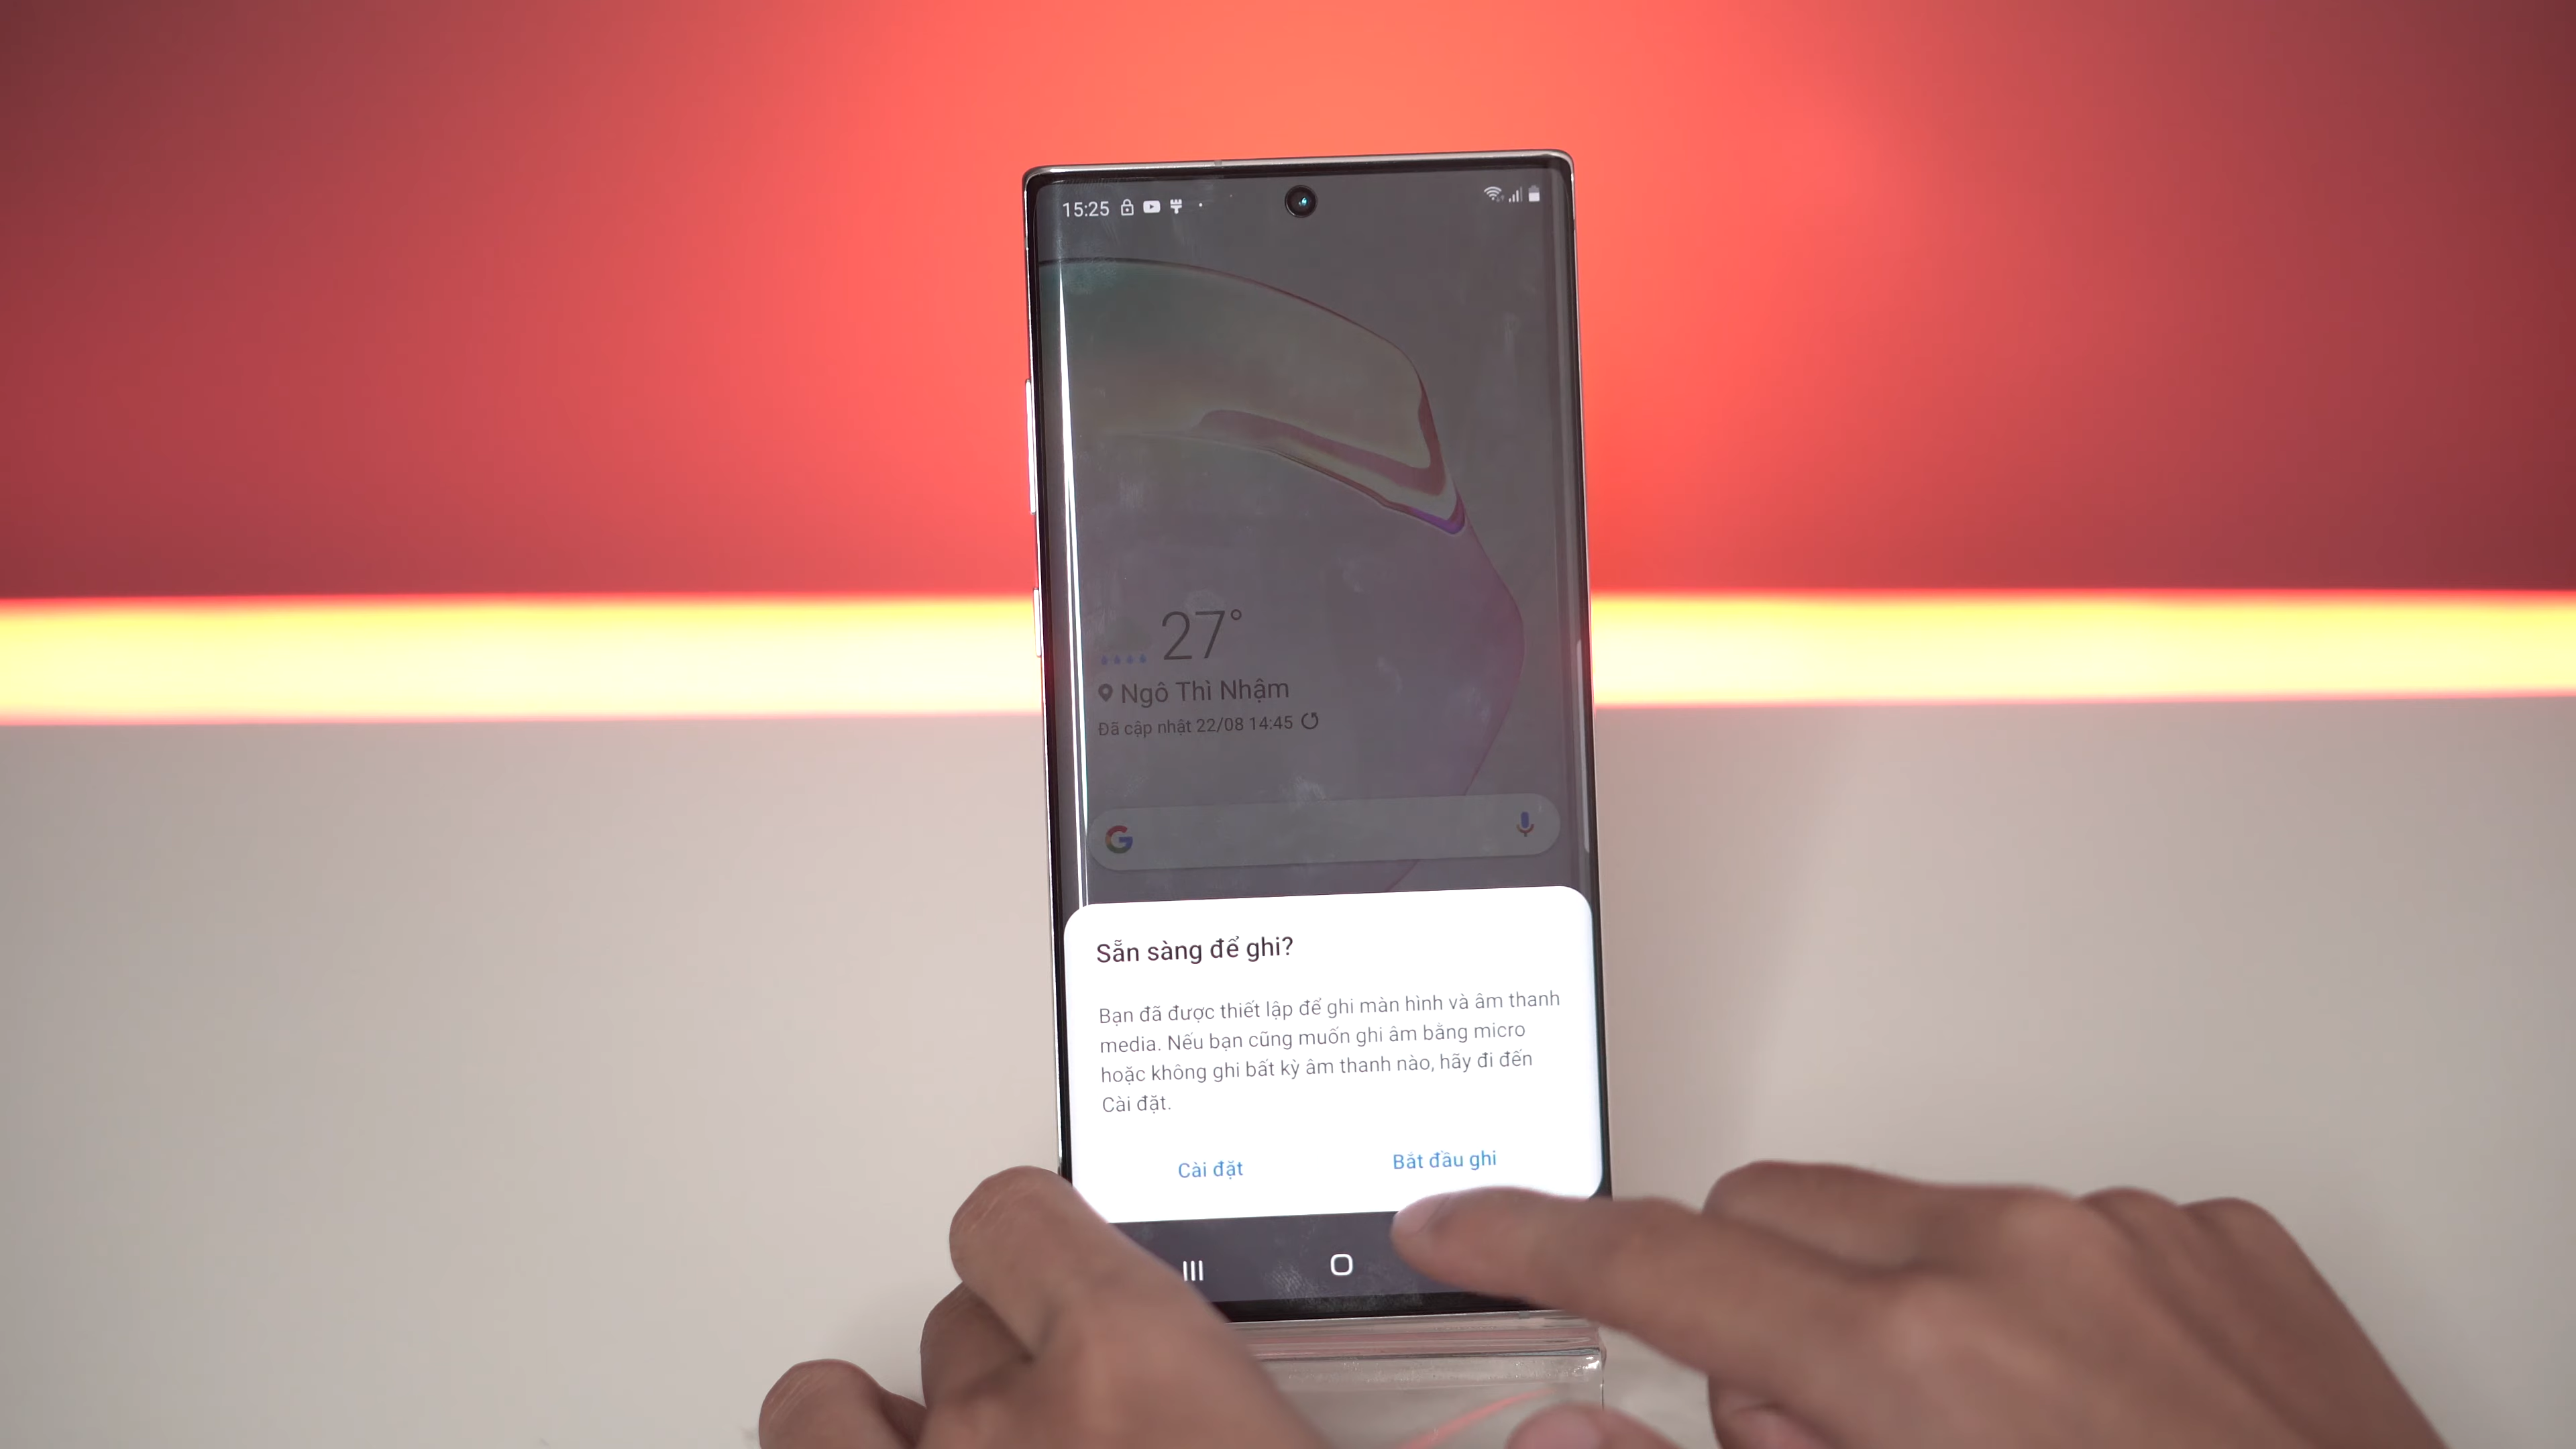 15:25
27°
Ngô Thì Nhậm
Đã cập nhật 22/08 14:45
G
Sẵn sàng để ghi?
Bạn đã được thiết lập để ghi màn hình và âm thanh
media. Nếu bạn cũng muốn ghi âm bằng micro
hoặc không ghi bất kỳ âm thanh nào, hãy đi đến
Cài đặt.
Cài đặt
Bắt đầu ghi